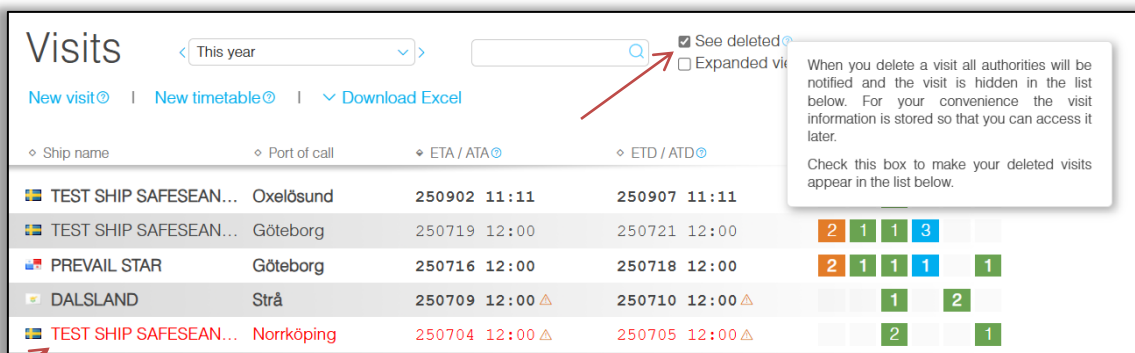 Visits
This year
See deleted
Expanded vie
When you delete a visit all authorities will be
notified and the visit is hidden in the list
below. For your convenience the visit
information is stored so that you can access it
later.
Check this box to make your deleted visits
appear in the list below.
New visit? | New timetable? | Download Excel
Ship name Port of call ETA / ATA? ETD / ATD?
TEST SHIP SAFESEAN... Oxelösund 250902 11:11 250907 11:11
TEST SHIP SAFESEAN... Göteborg 250719 12:00 250721 12:00 2 1 1 3
PREVAIL STAR Göteborg 250716 12:00 250718 12:00 2 1 1 1 1
DALSLAND Strå 250709 12:00 250710 12:00 1 2
TEST SHIP SAFESEAN... Norrköping 250704 12:00 250705 12:00 2 1